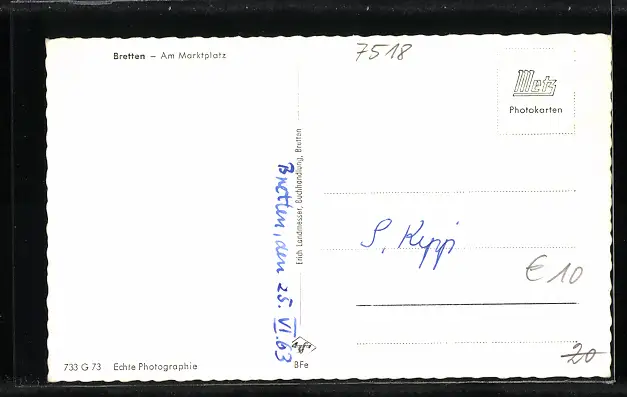 Bretten – Am Marktplatz
7518
Metz
Photokarten
Erich Landmesser, Buchhandlung, Bretten
Bretten, den 25. VI. 63
€ 10
20
733 G 73 Echte Photographie
BFe